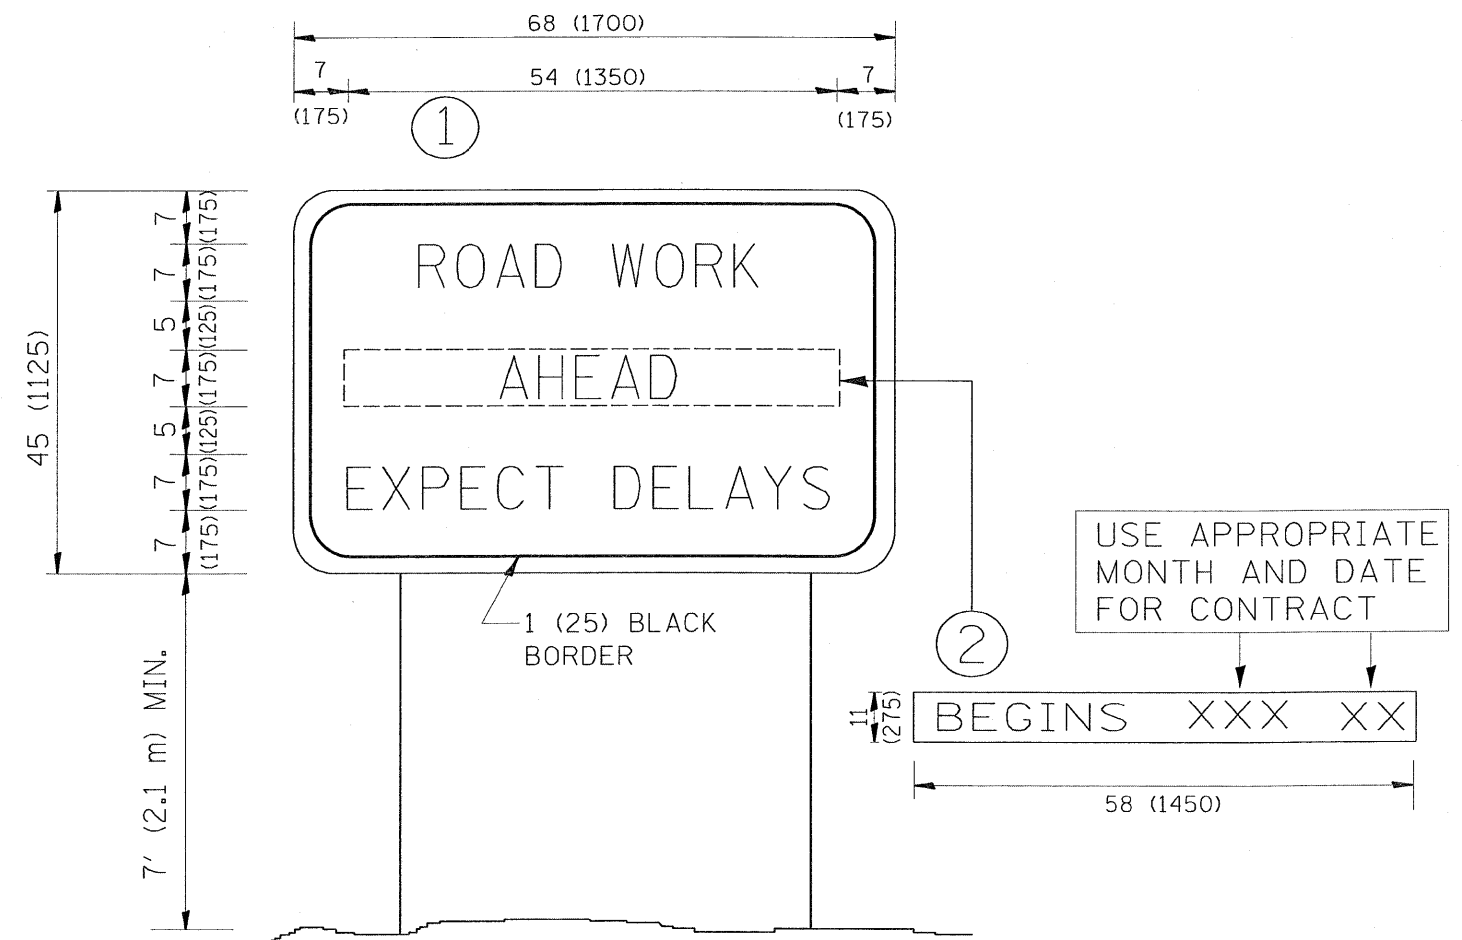 68 (1700)
7 54 (1350) 7
(175) (175)
1
7 (175)
7 (175)
5 (125)
7 (175)
5 (125)
7 (175)
7 (175)
45 (1125)
ROAD WORK
AHEAD
EXPECT DELAYS
1 (25) BLACK
BORDER
7' (2.1 m) MIN.
2
USE APPROPRIATE
MONTH AND DATE
FOR CONTRACT
11
(275)
BEGINS XXX XX
58 (1450)